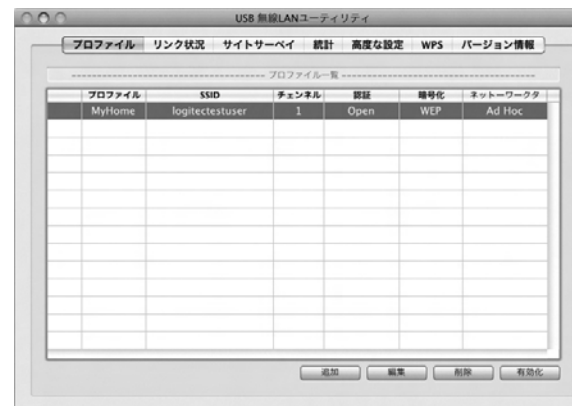 USB 無線LANユーティリティ
プロファイル リンク状況 サイトサーベイ 統計 高度な設定 WPS バージョン情報
プロファイル一覧
プロファイル SSID チャンネル 認証 暗号化 ネットーワークタ
MyHome logitectestuser 1 Open WEP Ad Hoc
追加 編集 削除 有効化